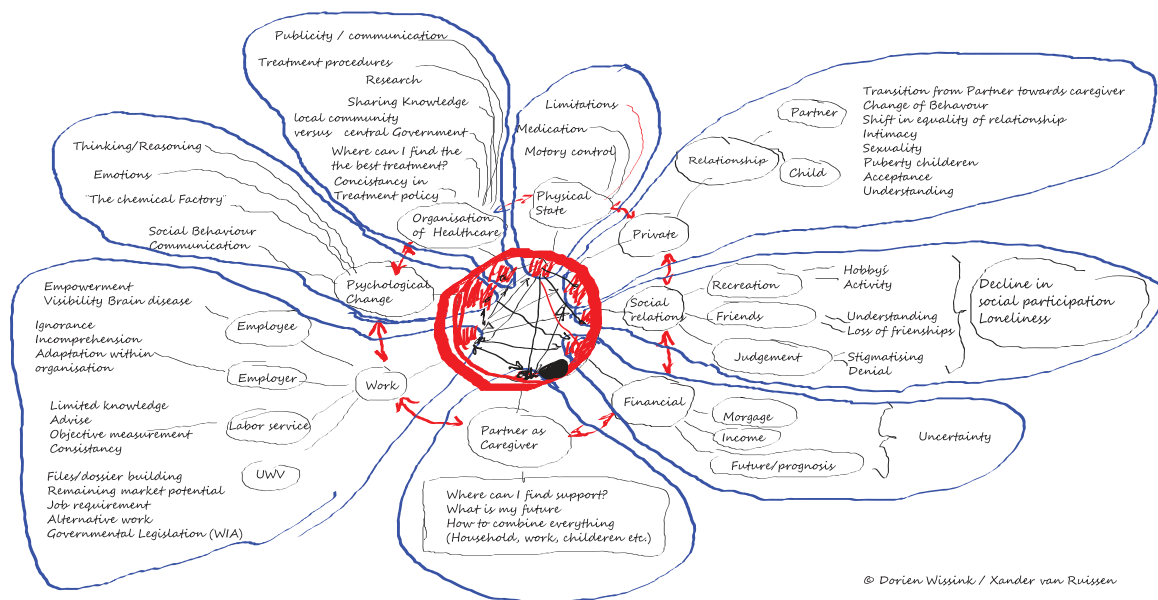 Publicity / communication
Treatment procedures
Research
Sharing Knowledge
local community
versus central Government
Where can I find the
the best treatment?
Concistancy in
Treatment policy
Organisation
of Healthcare
Limitations
Medication
Motory control
Physical
State
Partner
Relationship
Child
Private
Transition from Partner towards caregiver
Change of Behavour
Shift in equality of relationship
Intimacy
Sexuality
Puberty childeren
Acceptance
Understanding
Thinking/Reasoning
Emotions
"The chemical Factory"
Social Behaviour
Communication
Psychological
Change
Social
relations
Recreation
Hobby's
Activity
Friends
Understanding
Loss of frienships
Judgement
Stigmatising
Denial
Decline in
social participation
Loneliness
Empowerment
Visibility Brain disease
Employee
Ignorance
Incomprehension
Adaptation within
organisation
Employer
Work
Limited knowledge
Advise
Objective measurement
Consistancy
Labor service
UWV
Files/dossier building
Remaining market potential
Job requirement
Alternative work
Governmental Legislation (WIA)
Financial
Morgage
Income
Future/prognosis
Uncertainty
Partner as
Caregiver
Where can I find support?
What is my future
How to combine everything
(Household, work, childeren etc.)
© Dorien Wissink / Xander van Ruissen